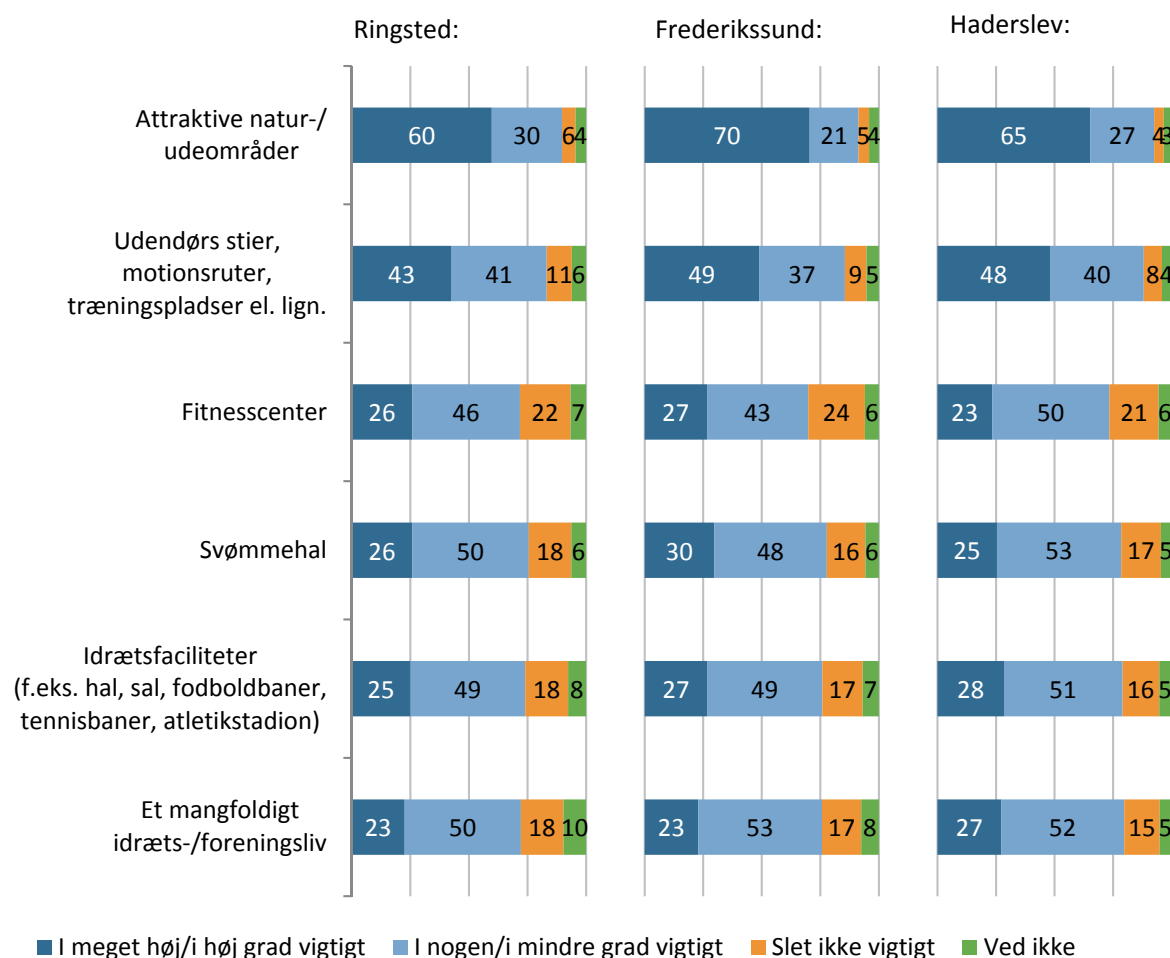 Ringsted: Frederikssund: Haderslev:
Attraktive natur-/
udeområder
60 30 6 4 70 21 5 4 65 27 4 3
Udendørs stier,
motionsruter,
træningspladser el. lign.
43 41 11 6 49 37 9 5 48 40 8 4
Fitnesscenter
26 46 22 7 27 43 24 6 23 50 21 6
Svømmehal
26 50 18 6 30 48 16 6 25 53 17 5
Idrætsfaciliteter
(f.eks. hal, sal, fodboldbaner,
tennisbaner, atletikstadion)
25 49 18 8 27 49 17 7 28 51 16 5
Et mangfoldigt
idræts-/foreningsliv
23 50 18 10 23 53 17 8 27 52 15 5
I meget høj/i høj grad vigtigt I nogen/i mindre grad vigtigt Slet ikke vigtigt Ved ikke